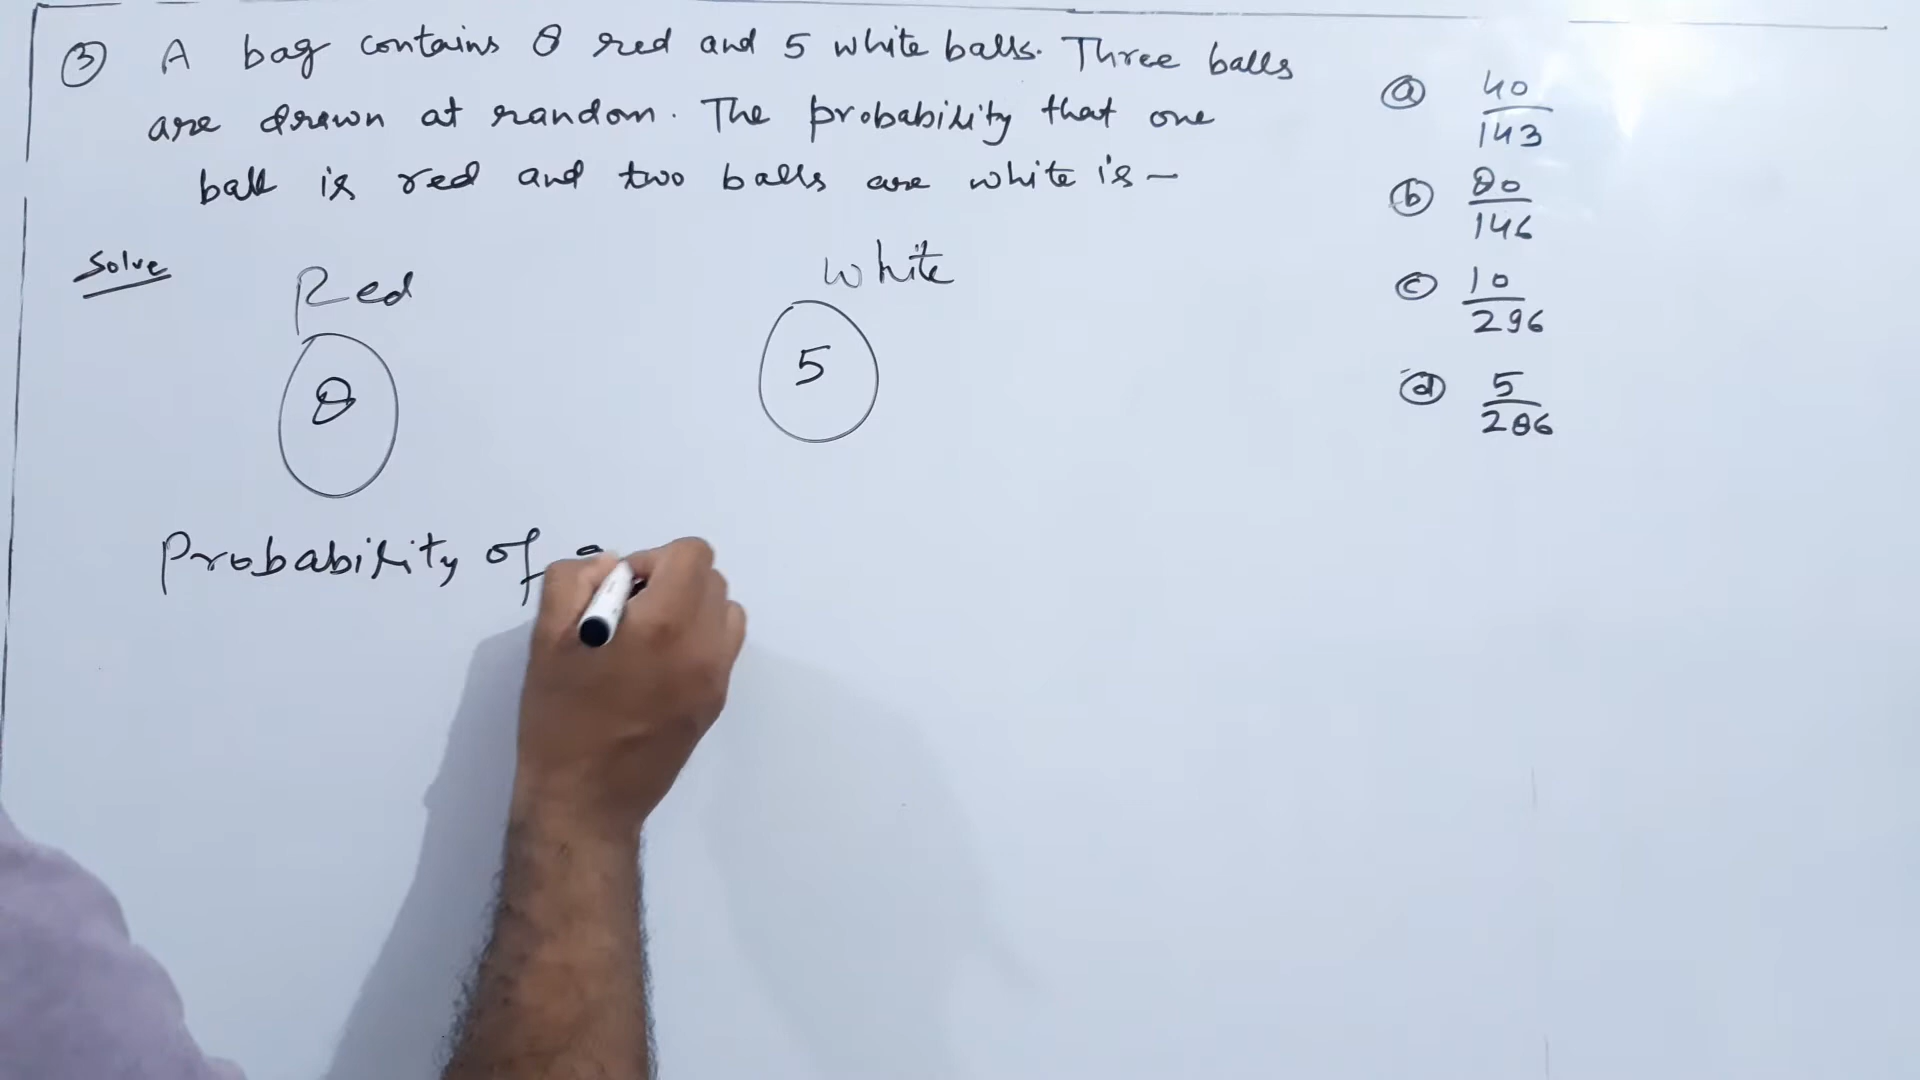 ③ A bag contains 8 red and 5 white balls. Three balls
are drawn at random. The probability that one
ball is red and two balls are white is –
ⓐ 40/143
ⓑ 80/146
ⓒ 10/296
ⓓ 5/286
Solve
Red
White
8
5
Probability of